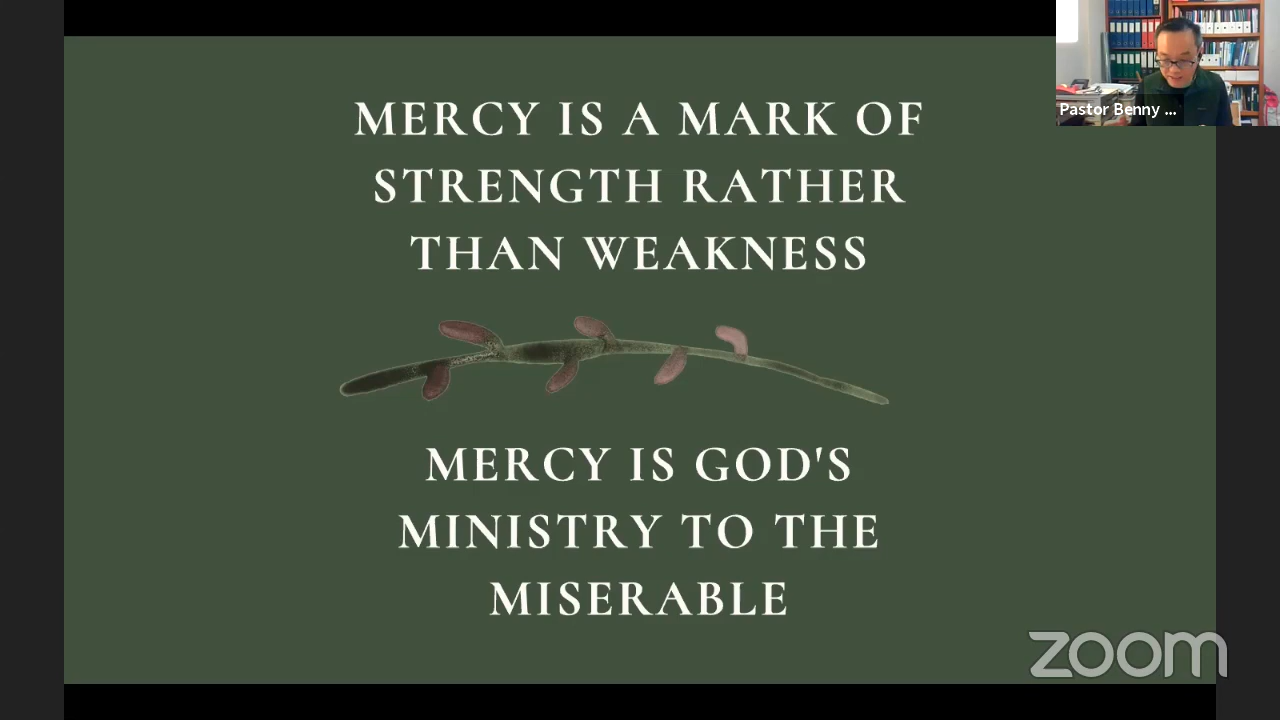 Pastor Benny ...
MERCY IS A MARK OF
STRENGTH RATHER
THAN WEAKNESS
MERCY IS GOD'S
MINISTRY TO THE
MISERABLE
zoom